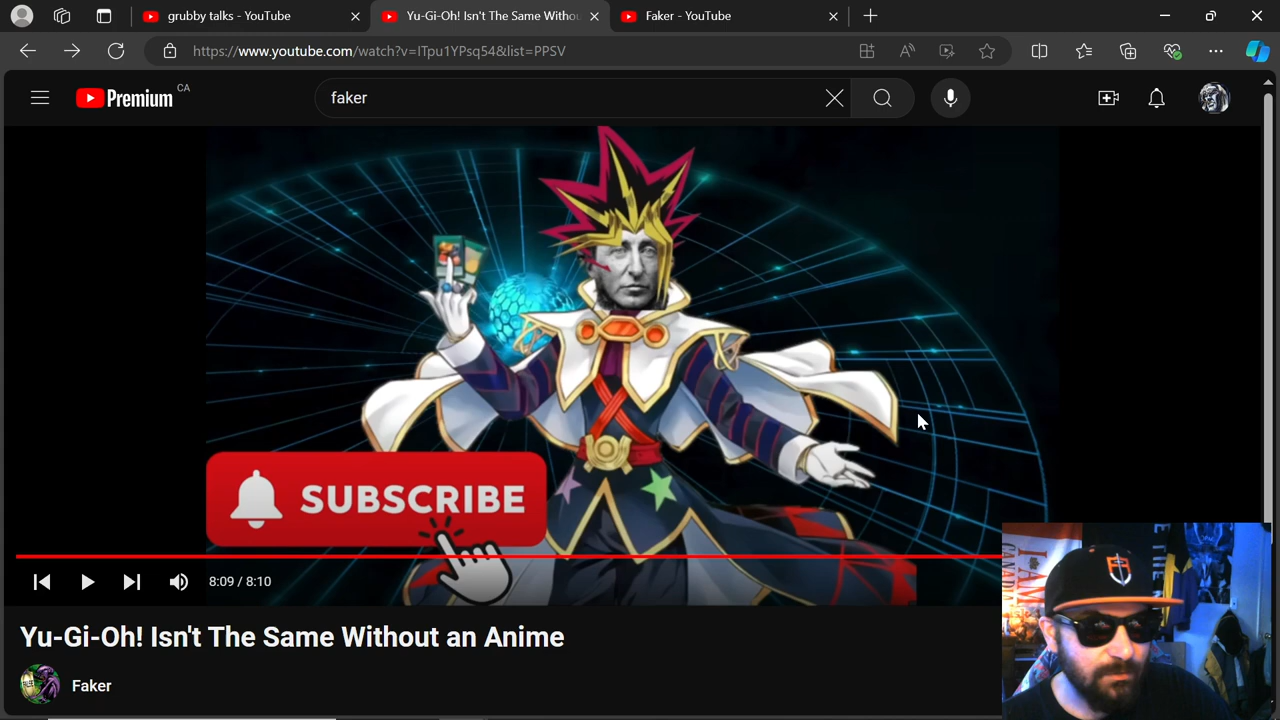 grubby talks - YouTube
Yu-Gi-Oh! Isn't The Same Withou
Faker - YouTube
https://www.youtube.com/watch?v=ITpu1YPsq54&list=PPSV
Premium CA
faker
SUBSCRIBE
8:09 / 8:10
Yu-Gi-Oh! Isn't The Same Without an Anime
Faker
I AM